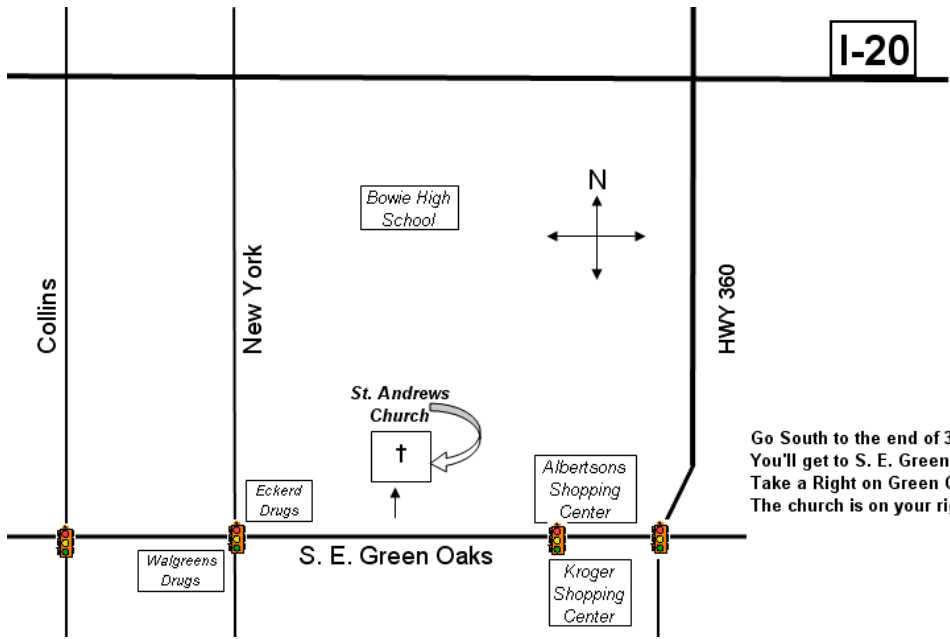 I-20
Bowie High
School
N
Collins
New York
HWY 360
St. Andrews
Church
Go South to the end of 3
You'll get to S. E. Green
Take a Right on Green
The church is on your
Albertsons
Shopping
Center
Eckerd
Drugs
S. E. Green Oaks
Walgreens
Drugs
Kroger
Shopping
Center